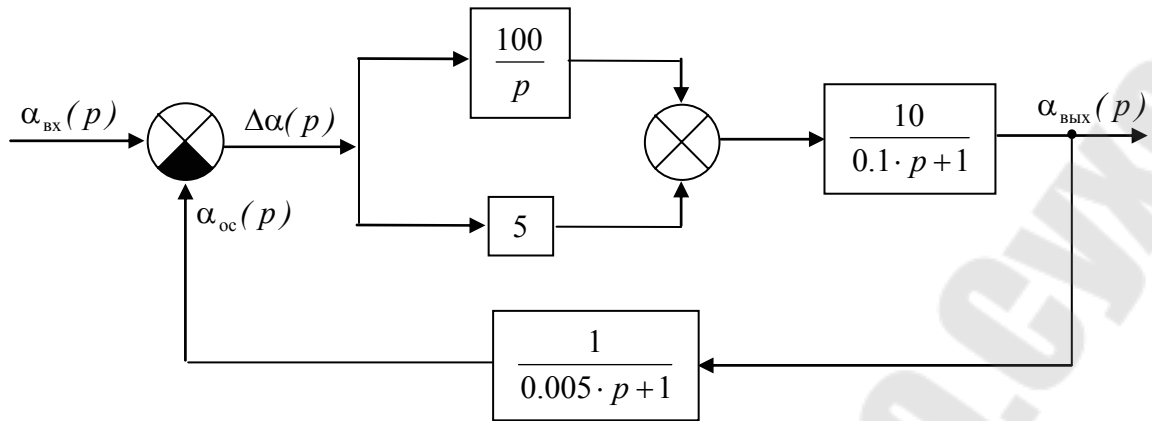 α_вх(p)
Δα(p)
100
p
10
0.1 · p + 1
α_вых(p)
α_ос(p)
5
1
0.005 · p + 1